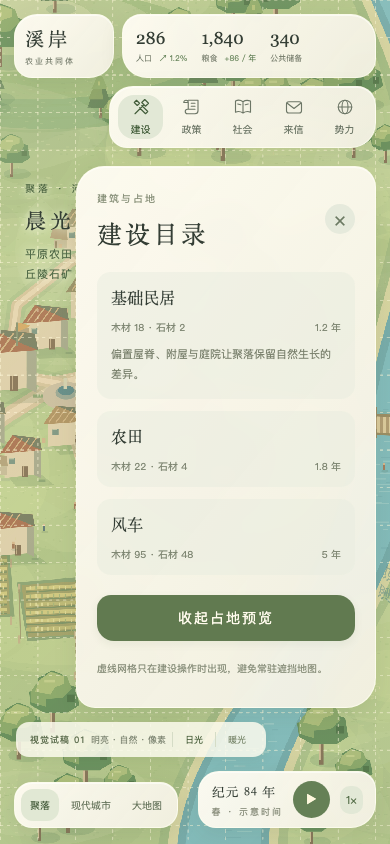 溪岸
农业共同体
286 1,840 340
人口 ↗ 1.2% 粮食 +86 / 年 公共储备
建设 政策 社会 来信 势力
聚落 ·
晨光
平原农田
丘陵石矿
建筑与占地
建设目录
基础民居
木材 18 · 石材 2 1.2 年
偏置屋脊、附屋与庭院让聚落保留自然生长的
差异。
农田
木材 22 · 石材 4 1.8 年
风车
木材 95 · 石材 48 5 年
收起占地预览
虚线网格只在建设操作时出现，避免常驻遮挡地图。
视觉试稿 01 明亮 · 自然 · 像素 日光 暖光
聚落 现代城市 大地图
纪元 84 年
春 · 示意时间
1×